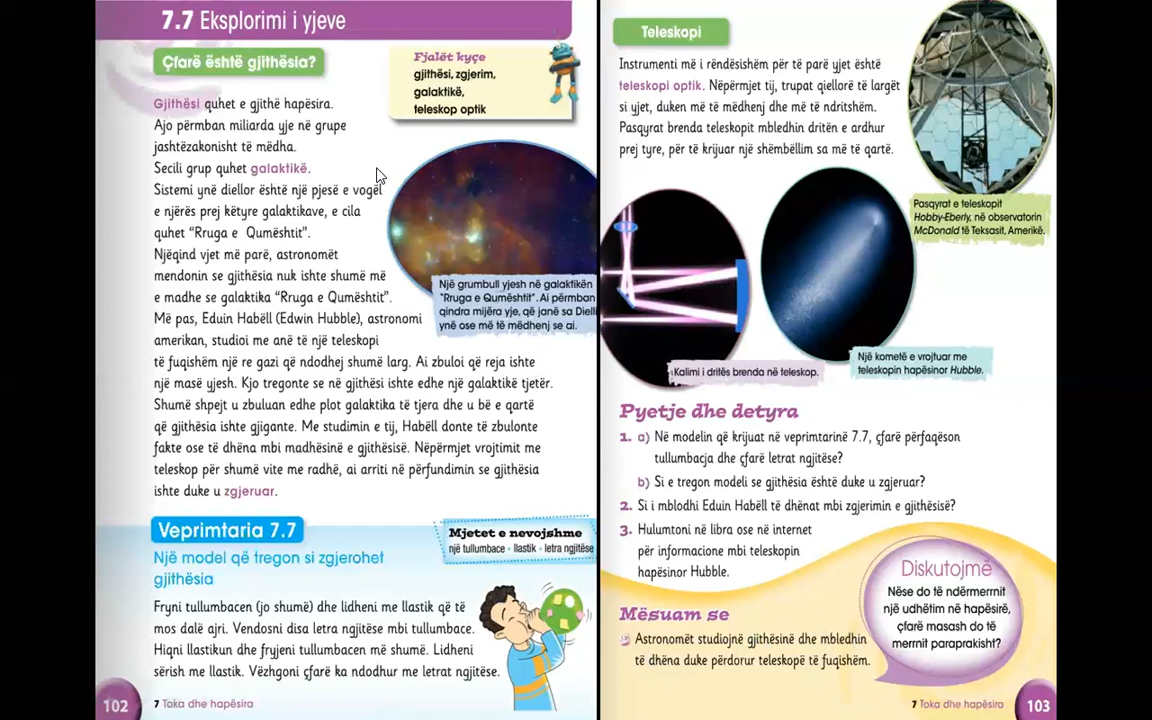 7.7 Eksplorimi i yjeve
Çfarë është gjithësia?
Fjalët kyçe
gjithësi, zgjerim,
galaktikë,
teleskop optik
Gjithësi quhet e gjithë hapësira.
Ajo përmban miliarda yje në grupe
jashtëzakonisht të mëdha.
Secili grup quhet galaktikë.
Sistemi ynë diellor është një pjesë e vogël
e njërës prej këtyre galaktikave, e cila
quhet “Rruga e Qumështit”.
Njëqind vjet më parë, astronomët
mendonin se gjithësia nuk ishte shumë më
e madhe se galaktika “Rruga e Qumështit”.
Më pas, Eduin Habëll (Edwin Hubble), astronomi
amerikan, studioi me anë të një teleskopi
të fuqishëm një re gazi që ndodhej shumë larg. Ai zbuloi që reja ishte
një masë yjesh. Kjo tregonte se në gjithësi ishte edhe një galaktikë tjetër.
Shumë shpejt u zbuluan edhe plot galaktika të tjera dhe u bë e qartë
që gjithësia ishte gjigante. Me studimin e tij, Habëll donte të zbulonte
fakte ose të dhëna mbi madhësinë e gjithësisë. Nëpërmjet vrojtimit me
teleskop për shumë vite me radhë, ai arriti në përfundimin se gjithësia
ishte duke u zgjeruar.
Një grumbull yjesh në galaktikën
“Rruga e Qumështit”. Ai përmban
qindra mijëra yje, që janë sa Dielli
ynë ose më të mëdhenj se ai.
Veprimtaria 7.7
Një model që tregon si zgjerohet
gjithësia
Mjetet e nevojshme
një tullumbace • llastik • letra ngjitëse
Fryni tullumbacen (jo shumë) dhe lidheni me llastik që të
mos dalë ajri. Vendosni disa letra ngjitëse mbi tullumbace.
Hiqni llastikun dhe fryjeni tullumbacen më shumë. Lidheni
sërish me llastik. Vëzhgoni çfarë ka ndodhur me letrat ngjitëse.
102
7 Toka dhe hapësira
Teleskopi
Instrumenti më i rëndësishëm për të parë yjet është
teleskopi optik. Nëpërmjet tij, trupat qiellorë të largët
si yjet, duken më të mëdhenj dhe më të ndritshëm.
Pasqyrat brenda teleskopit mbledhin dritën e ardhur
prej tyre, për të krijuar një shëmbëllim sa më të qartë.
Pasqyrat e teleskopit
Hobby-Eberly, në observatorin
McDonald të Teksasit, Amerikë.
Kalimi i dritës brenda në teleskop.
Një kometë e vrojtuar me
teleskopin hapësinor Hubble.
Pyetje dhe detyra
1. a) Në modelin që krijuat në veprimtarinë 7.7, çfarë përfaqëson
tullumbacja dhe çfarë letrat ngjitëse?
b) Si e tregon modeli se gjithësia është duke u zgjeruar?
2. Si i mblodhi Eduin Habëll të dhënat mbi zgjerimin e gjithësisë?
3. Hulumtoni në libra ose në internet
për informacione mbi teleskopin
hapësinor Hubble.
Mësuam se
Astronomët studiojnë gjithësinë dhe mbledhin
të dhëna duke përdorur teleskopë të fuqishëm.
Diskutojmë
Nëse do të ndërmerrnit
një udhëtim në hapësirë,
çfarë masash do të
merrnit paraprakisht?
7 Toka dhe hapësira
103